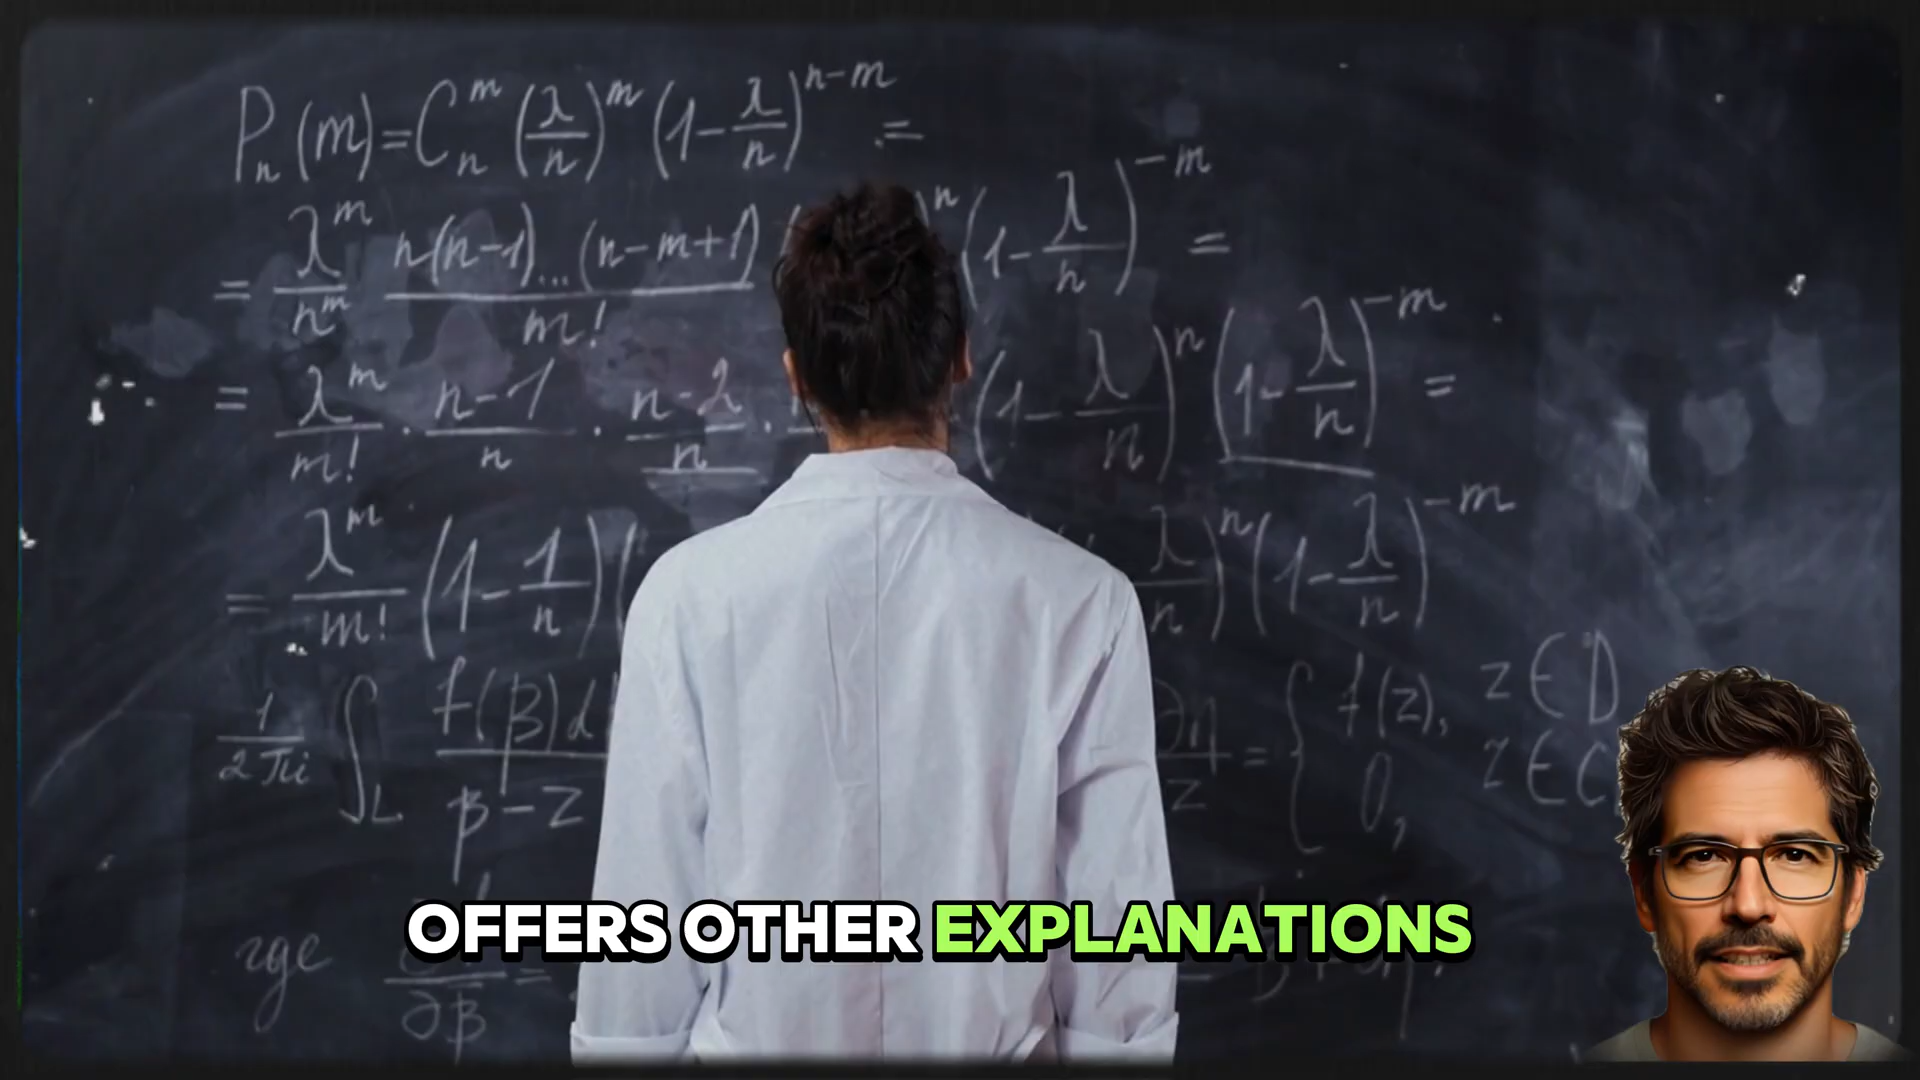 Pₙ(m)=Cₙᵐ (λ/n)ᵐ (1-λ/n)ⁿ⁻ᵐ =
= λᵐ/nᵐ n(n-1)...(n-m+1)/m! ( )ⁿ (1-λ/n)⁻ᵐ =
= λᵐ/m! · n-1/n · n-2/n · (1-λ/n)ⁿ (1-λ/n)⁻ᵐ =
= λᵐ/m! (1-1/n)( λ/n)ⁿ (1-λ/n)⁻ᵐ
1/2πi ∫L f(β)d /β-z ∂η/z = { f(z), z∈D
0, z∈C
где ∂β =
OFFERS OTHER EXPLANATIONS